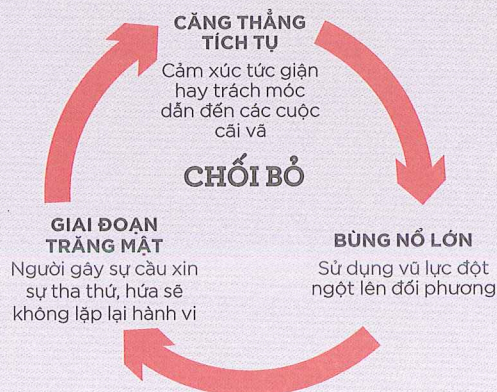 CĂNG THẲNG
TÍCH TỤ
Cảm xúc tức giận
hay trách móc
dẫn đến các cuộc
cãi vã
CHỐI BỎ
BÙNG NỔ LỚN
Sử dụng vũ lực đột
ngột lên đối phương
GIAI ĐOẠN
TRĂNG MẬT
Người gây sự cầu xin
sự tha thứ, hứa sẽ
không lặp lại hành vi